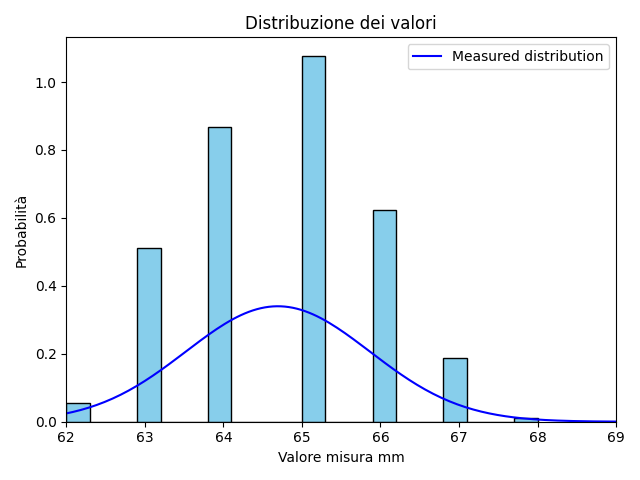 Distribuzione dei valori
Measured distribution
Probabilità
1.0
0.8
0.6
0.4
0.2
0.0
62 63 64 65 66 67 68 69
Valore misura mm